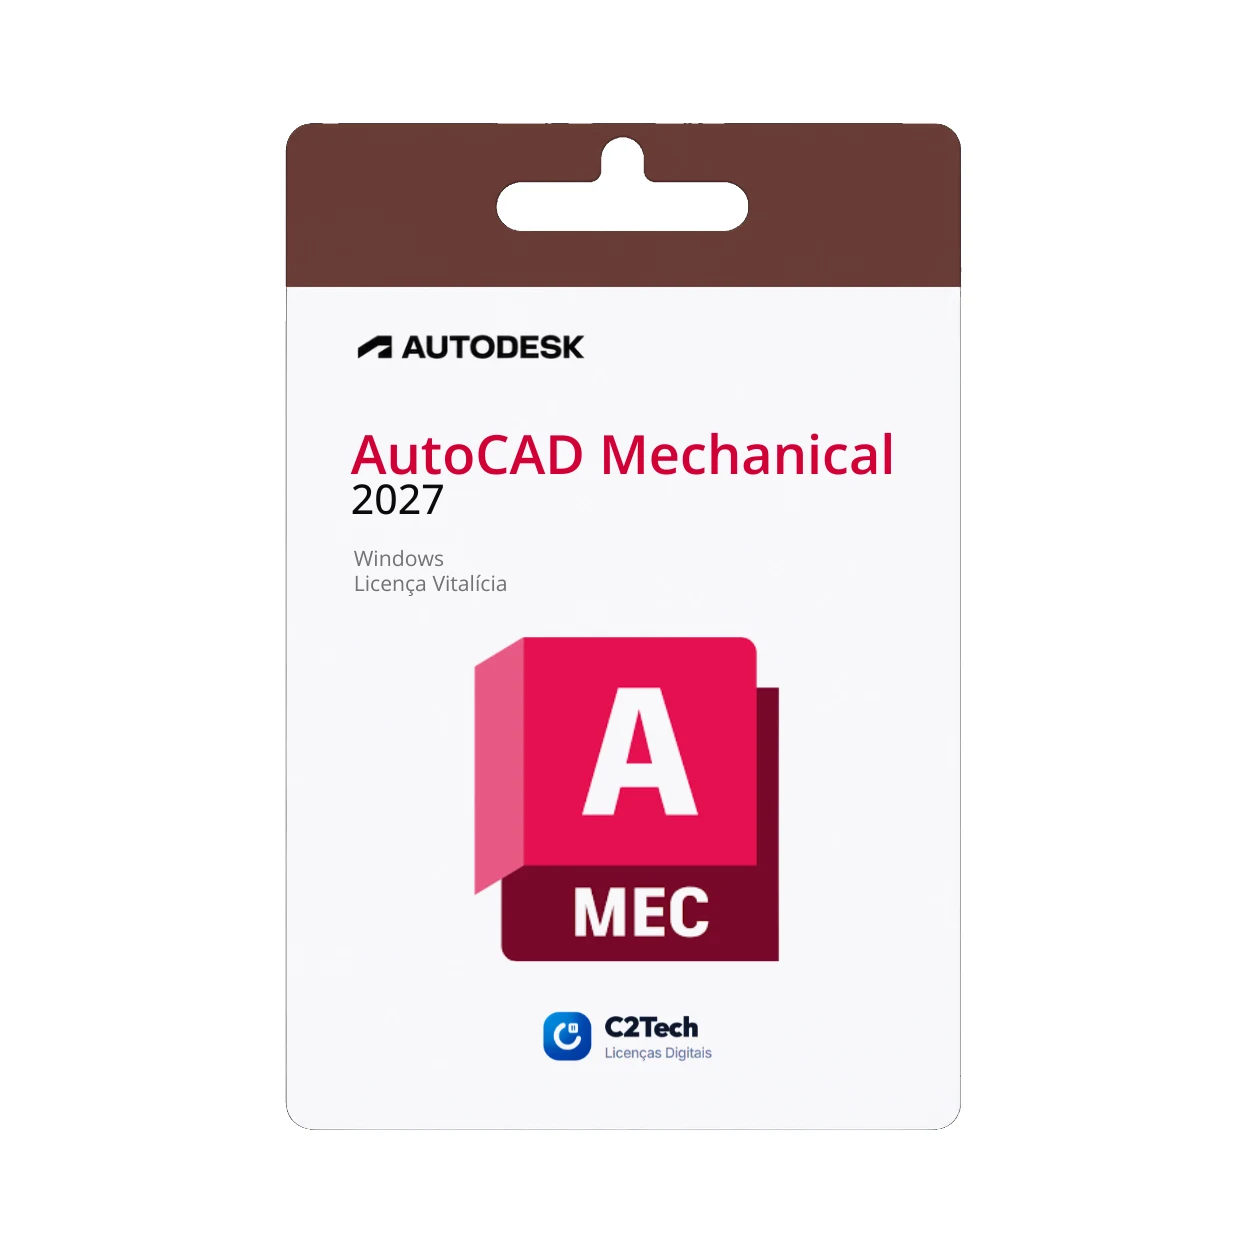 AUTODESK
AutoCAD Mechanical
2027
Windows
Licença Vitalícia
A
MEC
C2Tech
Licenças Digitais